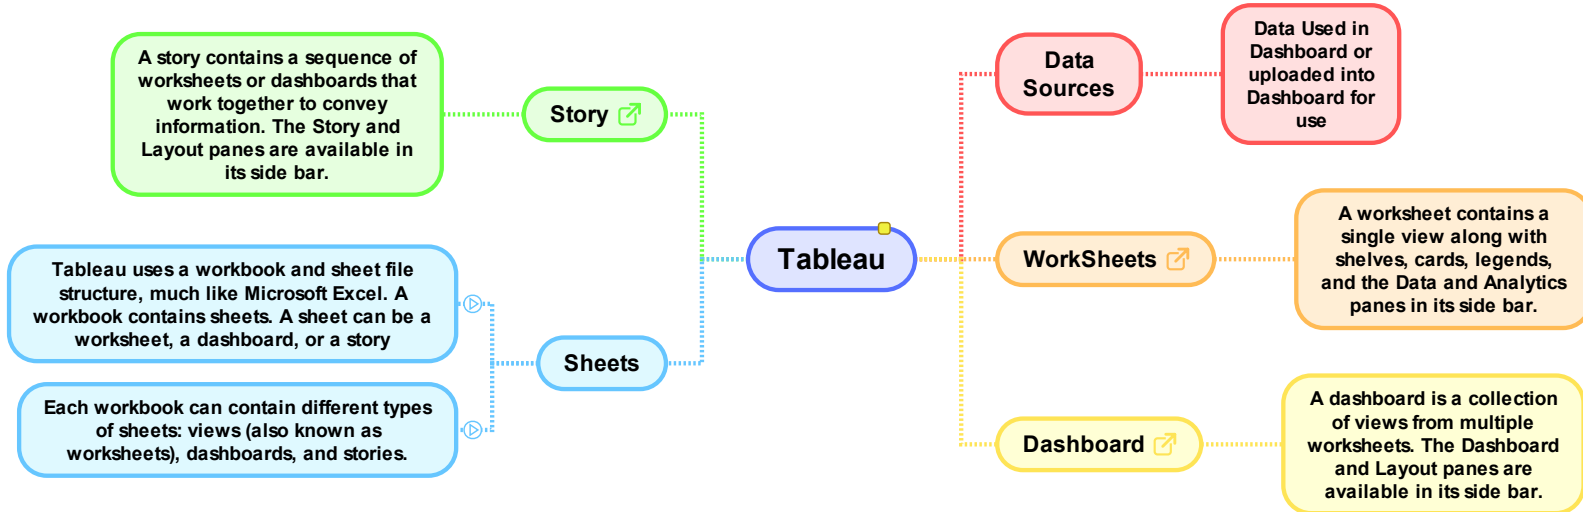 A story contains a sequence of
worksheets or dashboards that
work together to convey
information. The Story and
Layout panes are available in
its side bar.
Story
Tableau uses a workbook and sheet file
structure, much like Microsoft Excel. A
workbook contains sheets. A sheet can be a
worksheet, a dashboard, or a story
Each workbook can contain different types
of sheets: views (also known as
worksheets), dashboards, and stories.
Sheets
Tableau
Data
Sources
Data Used in
Dashboard or
uploaded into
Dashboard for
use
WorkSheets
A worksheet contains a
single view along with
shelves, cards, legends,
and the Data and Analytics
panes in its side bar.
Dashboard
A dashboard is a collection
of views from multiple
worksheets. The Dashboard
and Layout panes are
available in its side bar.